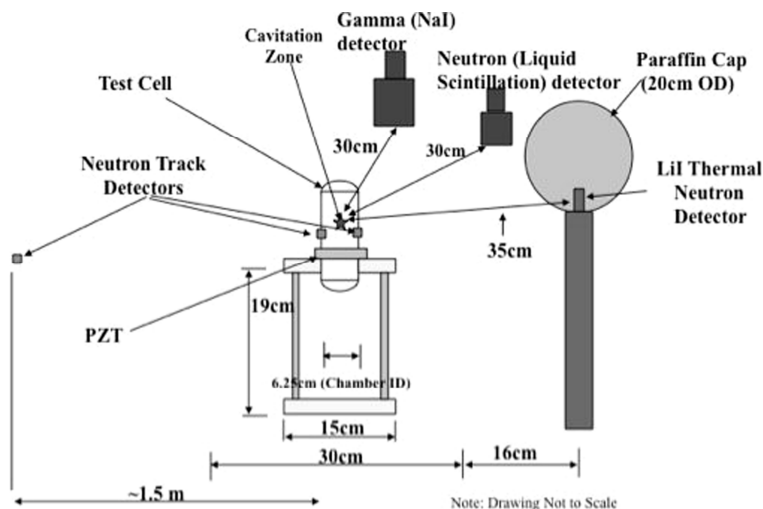 Gamma (NaI)
detector
Cavitation
Zone
Neutron (Liquid
Scintillation) detector
Paraffin Cap
(20cm OD)
Test Cell
30cm
30cm
Neutron Track
Detectors
LiI Thermal
Neutron
Detector
35cm
19cm
PZT
6.25cm (Chamber ID)
15cm
30cm
16cm
~1.5 m
Note: Drawing Not to Scale